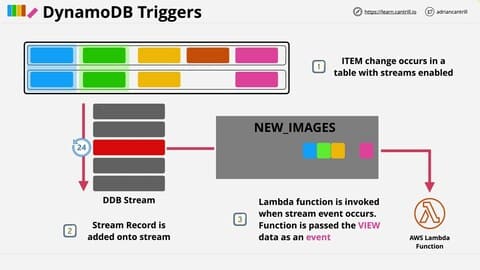 DynamoDB Triggers
https://learn.cantrill.io
adriancantrill
1
ITEM change occurs in a
table with streams enabled
24
NEW_IMAGES
DDB Stream
2
Stream Record is
added onto stream
3
Lambda function is invoked
when stream event occurs.
Function is passed the VIEW
data as an event
AWS Lambda
Function